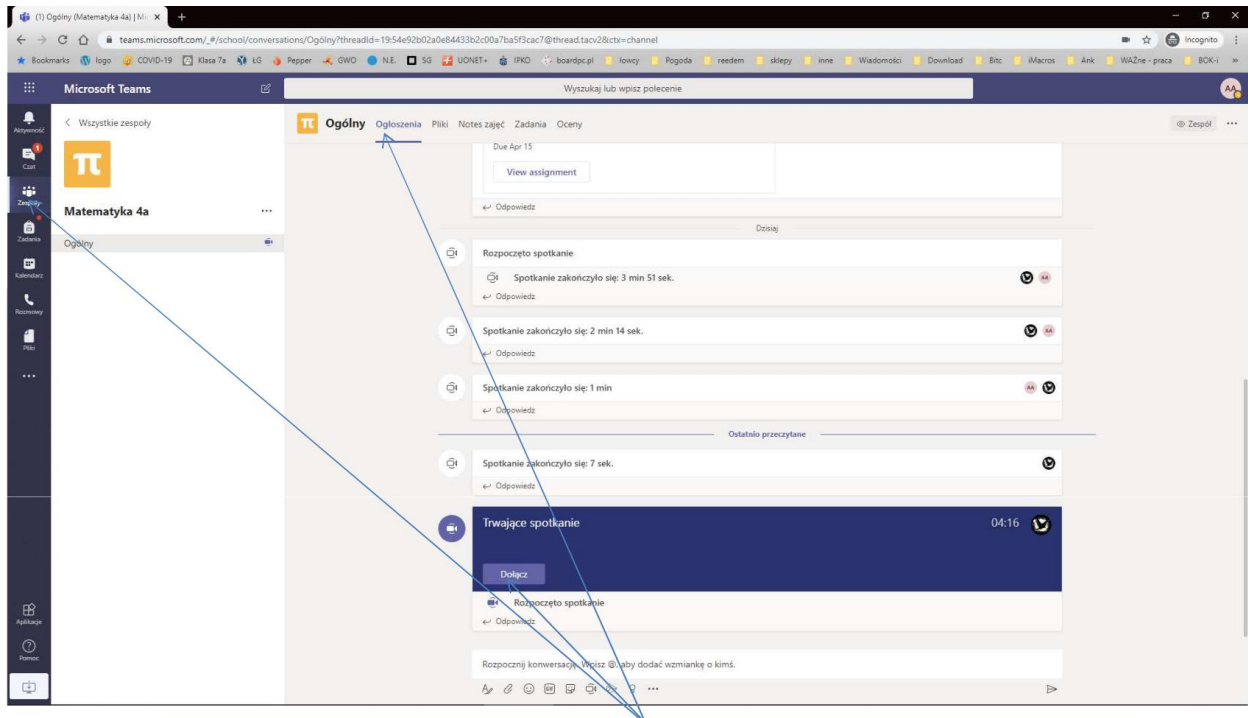 (1) Ogólny (Matematyka 4a) | Mi
teams.microsoft.com/_#/school/conversations/Ogólny?threadId=19:54e92b02a0e84433b2c00a7ba5f3cac7@thread.tacv2&ctx=channel
Incognito
Bookmarks logo COVID-19 Klasa 7a ŁG Pepper GWO N.E. SG UONET+ IPKO boardpc.pl łowcy Pogoda reedem sklepy inne Wiadomości Download Bitc iMacros Ank WAŻne - praca BOK-i »
Microsoft Teams
Wyszukaj lub wpisz polecenie
AA
Aktywność
Czat
1
Zespoły
Zadania
Kalendarz
Rozmowy
Pliki
Aplikacje
Pomoc
Wszystkie zespoły
π
Matematyka 4a
Ogólny
π Ogólny Ogłoszenia Pliki Notes zajęć Zadania Oceny
Zespół
Due Apr 15
View assignment
Odpowiedz
Dzisiaj
Rozpoczęto spotkanie
Spotkanie zakończyło się: 3 min 51 sek.
AA
Odpowiedz
Spotkanie zakończyło się: 2 min 14 sek.
AA
Odpowiedz
Spotkanie zakończyło się: 1 min
AA
Odpowiedz
Ostatnio przeczytane
Spotkanie zakończyło się: 7 sek.
Odpowiedz
Trwające spotkanie 04:16
Dołącz
Rozpoczęto spotkanie
Odpowiedz
Rozpocznij konwersację. Wpisz @, aby dodać wzmiankę o kimś.
GIF